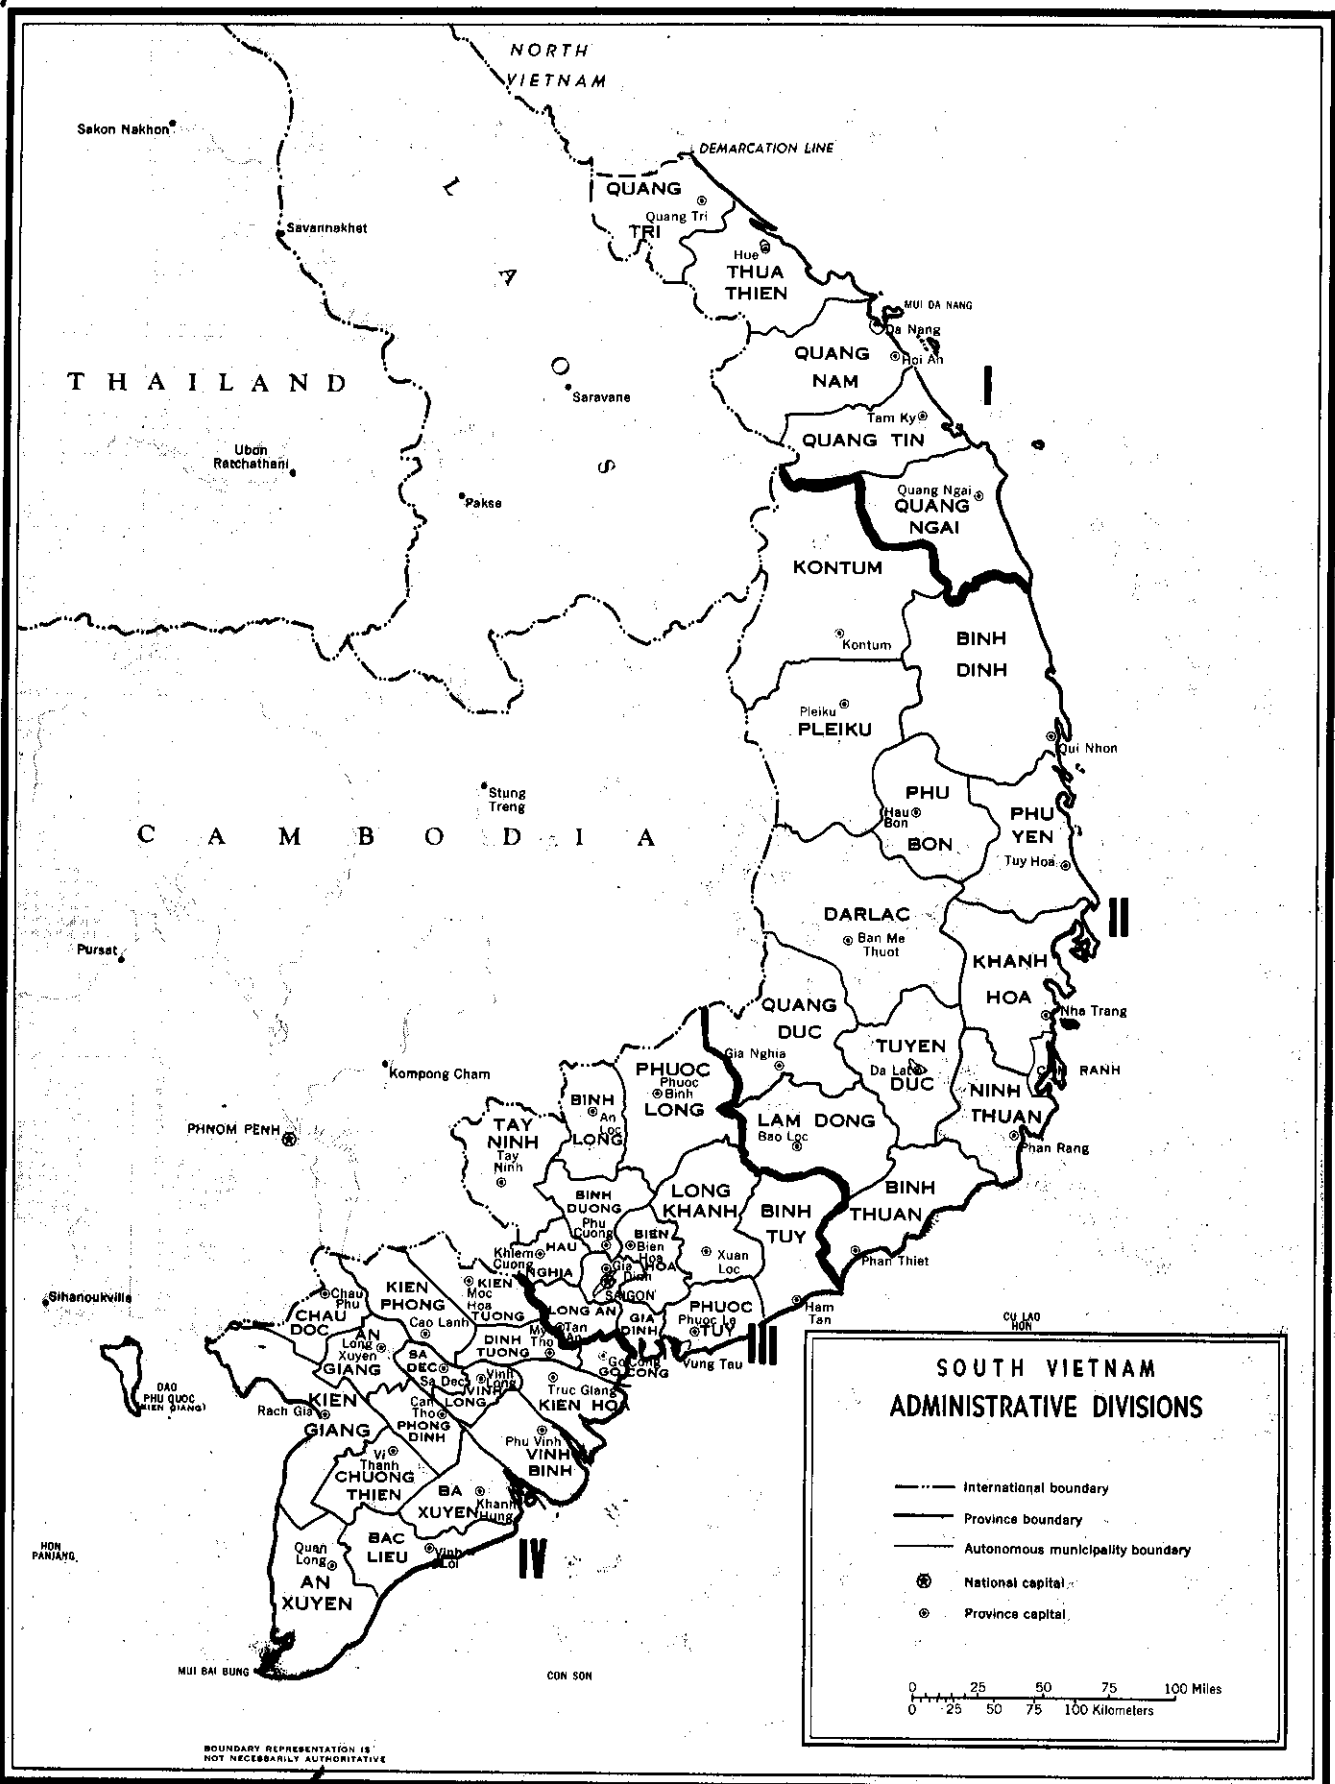 NORTH
VIETNAM
Sakon Nakhon
DEMARCATION LINE
L A O S
QUANG
TRI
Quang Tri
Savannakhet
Hue
THUA
THIEN
MUI DA NANG
Da Nang
QUANG
NAM
Hoi An
I
THAILAND
Saravane
Tam Ky
QUANG TIN
Ubon
Ratchathani
Pakse
Quang Ngai
QUANG
NGAI
KONTUM
Kontum
BINH
DINH
Pleiku
PLEIKU
Qui Nhon
Stung
Treng
CAMBODIA
PHU
BON
Hau
Bon
PHU
YEN
Tuy Hoa
DARLAC
Ban Me
Thuot
II
Pursat
KHANH
HOA
Nha Trang
QUANG
DUC
Gia Nghia
TUYEN
DUC
Da Lat
RANH
Kompong Cham
PHUOC
Phuoc
Binh
LONG
BINH
An
Loc
LONG
NINH
THUAN
Phan Rang
LAM DONG
Bao Loc
PHNOM PENH
TAY
NINH
Tay
Ninh
BINH
DUONG
Phu
Cuong
LONG
KHANH
BINH
TUY
BINH
THUAN
Phan Thiet
BIEN
Bien
Hoa
HOA
Xuan
Loc
Khiem
Cuong
HAU
NGHIA
Gia
Dinh
SAIGON
Sihanoukville
Chau
Phu
CHAU
DOC
KIEN
PHONG
Cao Lanh
KIEN
Moc
Hoa
TUONG
LONG AN
Tan
An
GIA
DINH
PHUOC
Phuoc Le
TUY
Ham
Tan
Vung Tau
III
CU LAO
HON
AN
Long
Xuyen
GIANG
SA
DEC
Sa Dec
DINH
TUONG
My
Tho
Go Cong
GO CONG
DAO
PHU QUOC
(KIEN GIANG)
Rach Gia
KIEN
GIANG
Can
Tho
PHONG
DINH
Vinh
Long
VINH
LONG
Truc Giang
KIEN HOA
Phu Vinh
VINH
BINH
Vi
Thanh
CHUONG
THIEN
BA
XUYEN
Khanh
Hung
BAC
LIEU
Vinh
Loi
IV
HON
PANJANG
Quan
Long
AN
XUYEN
MUI BAI BUNG
CON SON
SOUTH VIETNAM
ADMINISTRATIVE DIVISIONS
International boundary
Province boundary
Autonomous municipality boundary
National capital
Province capital
0 25 50 75 100 Miles
0 25 50 75 100 Kilometers
BOUNDARY REPRESENTATION IS
NOT NECESSARILY AUTHORITATIVE